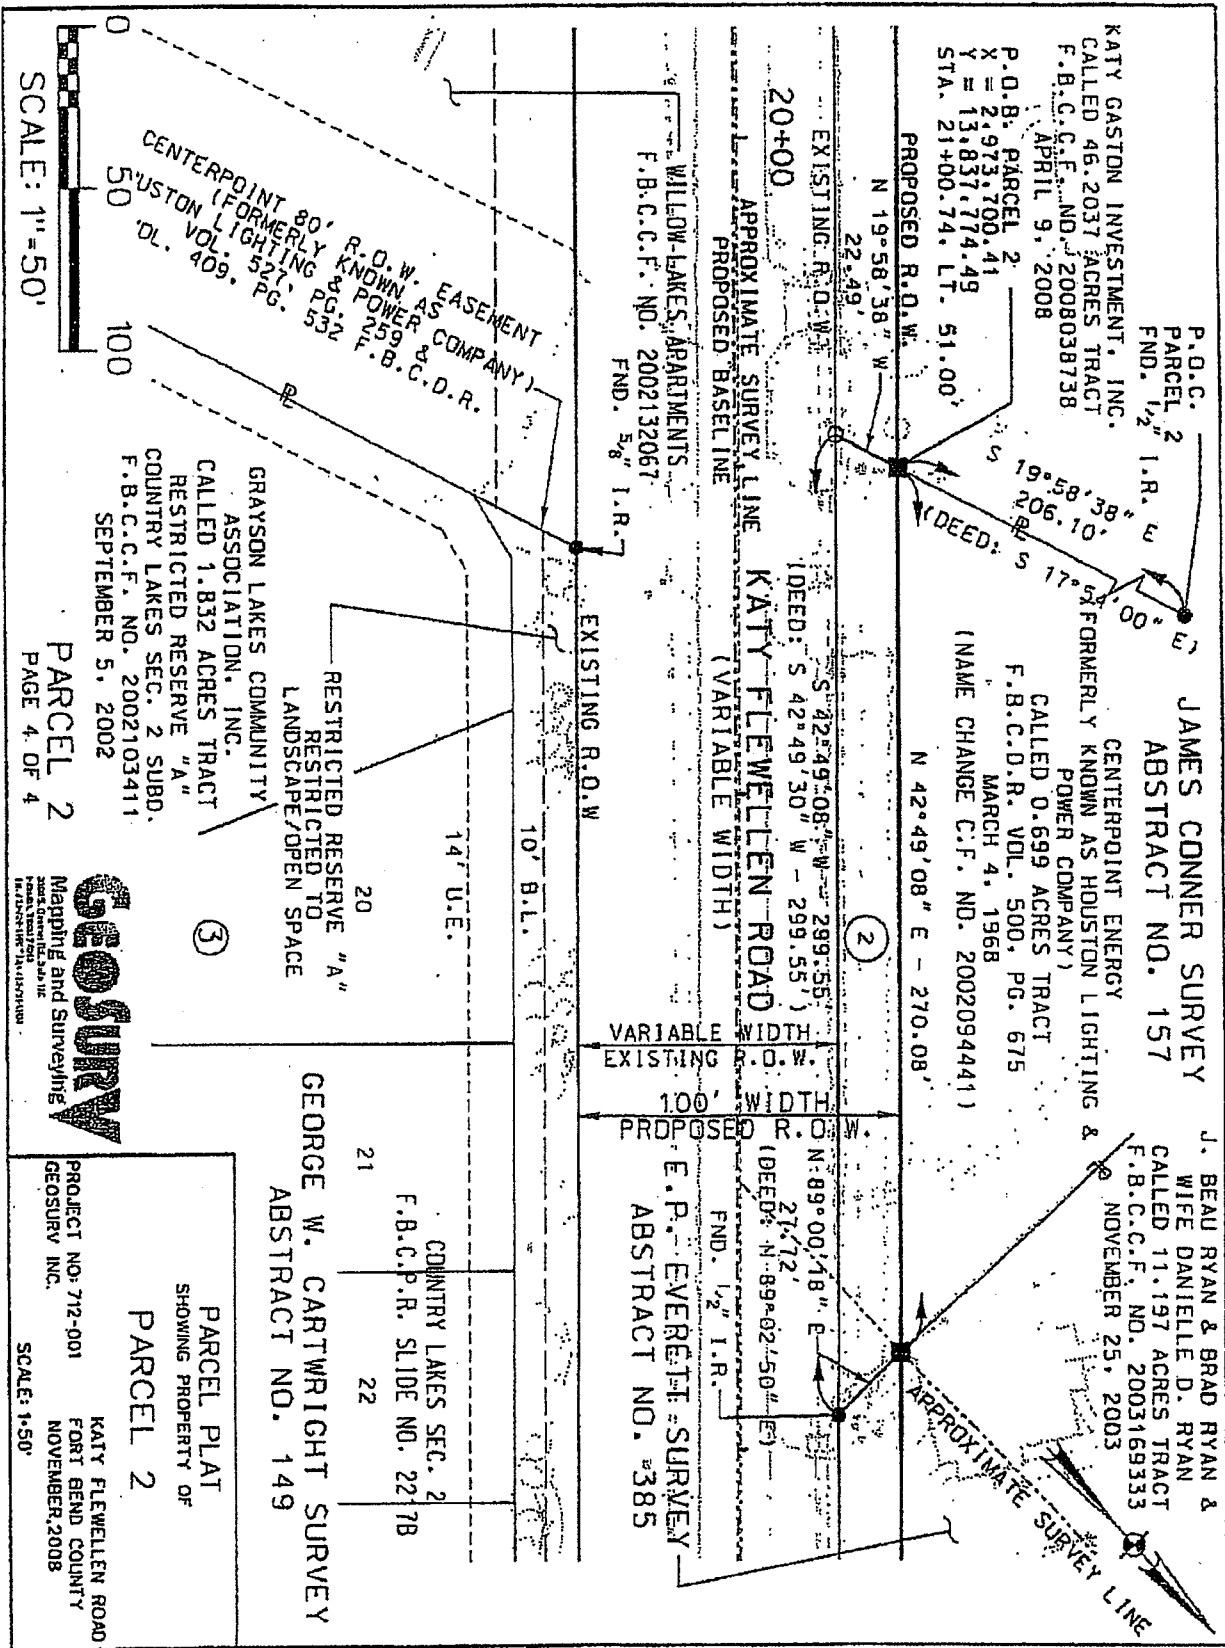 P.O.C.
PARCEL 2
FND. 1/2" I.R.
KATY GASTON INVESTMENT, INC.
CALLED 46.2037 ACRES TRACT
F.B.C.C.F. NO. 2008038738
APRIL 9, 2008
P.O.B. PARCEL 2
X = 2,973,700.41
Y = 13,837,774.49
STA. 21+00.74, LT. 51.00'
S 19°58'38" E
206.10'
(DEED: S 17°54'00" E)
JAMES CONNER SURVEY
ABSTRACT NO. 157
CENTERPOINT ENERGY
(FORMERLY KNOWN AS HOUSTON LIGHTING &
POWER COMPANY)
CALLED 0.699 ACRES TRACT
F.B.C.D.R. VOL. 500, PG. 675
MARCH 4, 1968
(NAME CHANGE C.F. NO. 2002094441)
J. BEAU RYAN & BRAD RYAN &
WIFE DANIELLE D. RYAN
CALLED 11.197 ACRES TRACT
F.B.C.C.F. NO. 2003169333
NOVEMBER 25, 2003
APPROXIMATE SURVEY LINE
PROPOSED R.O.W.
N 42°49'08" E - 270.08'
N 19°58'38" W
22.49'
2
EXISTING R.O.W.
S 42°49'08" W - 299.55'
(DEED: S 42°49'30" W - 299.55')
N 89°00'18" E
27.72'
(DEED: N 89°02'50" E)
FND. 1/2" I.R.
20+00
APPROXIMATE SURVEY LINE
PROPOSED BASELINE
KATY FLEWELLEN ROAD
(VARIABLE WIDTH)
VARIABLE WIDTH
EXISTING R.O.W.
100' WIDTH
PROPOSED R.O.W.
E.P. EVERETT SURVEY
ABSTRACT NO. 385
WILLOW LAKES APARTMENTS
F.B.C.C.F. NO. 2002132067
FND. 5/8" I.R.
EXISTING R.O.W
CENTERPOINT 80' R.O.W. EASEMENT
(FORMERLY KNOWN AS
USTON LIGHTING & POWER COMPANY)
VOL. 527, PG. 259 &
OL. 409, PG. 532 F.B.C.D.R.
10' B.L.
14' U.E.
RESTRICTED RESERVE "A"
RESTRICTED TO
LANDSCAPE/OPEN SPACE
GRAYSON LAKES COMMUNITY
ASSOCIATION, INC.
CALLED 1.832 ACRES TRACT
RESTRICTED RESERVE "A"
COUNTRY LAKES SEC. 2 SUBD.
F.B.C.C.F. NO. 2002103411
SEPTEMBER 5, 2002
20
3
21
22
COUNTRY LAKES SEC. 2
F.B.C.P.R. SLIDE NO. 2217B
GEORGE W. CARTWRIGHT SURVEY
ABSTRACT NO. 149
0 50 100
SCALE: 1"=50'
PARCEL 2
PAGE 4 OF 4
GEOSURV
Mapping and Surveying
PARCEL PLAT
SHOWING PROPERTY OF
PARCEL 2
PROJECT NO: 712-001
GEOSURV INC.
KATY FLEWELLEN ROAD
FORT BEND COUNTY
NOVEMBER, 2008
SCALE: 1"=50'